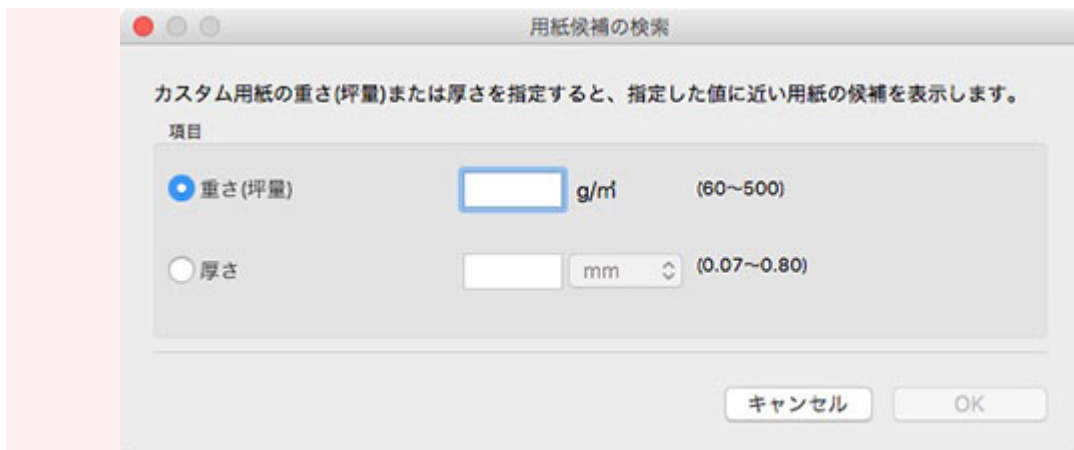 用紙候補の検索
カスタム用紙の重さ(坪量)または厚さを指定すると、指定した値に近い用紙の候補を表示します。
項目
重さ(坪量) g/㎡ (60〜500)
厚さ mm (0.07〜0.80)
キャンセル OK